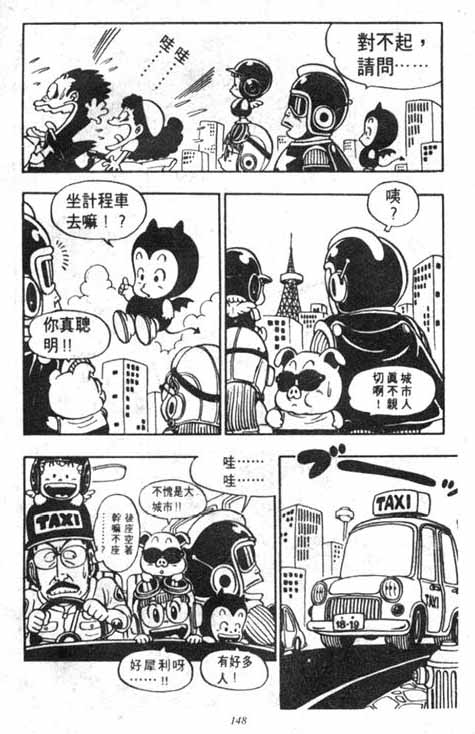 對不起，
請問……
哇哇
……
咦？
城市人
眞不親
切啊！
坐計程車
去嘛！？
你真聰
明!!
TAXI
TAXI
18-19
哇……
哇……
不愧是大
城市!!
後座空著
幹嘛不座
……？
TAXI
有好多
人！
好犀利呀
……!!
148